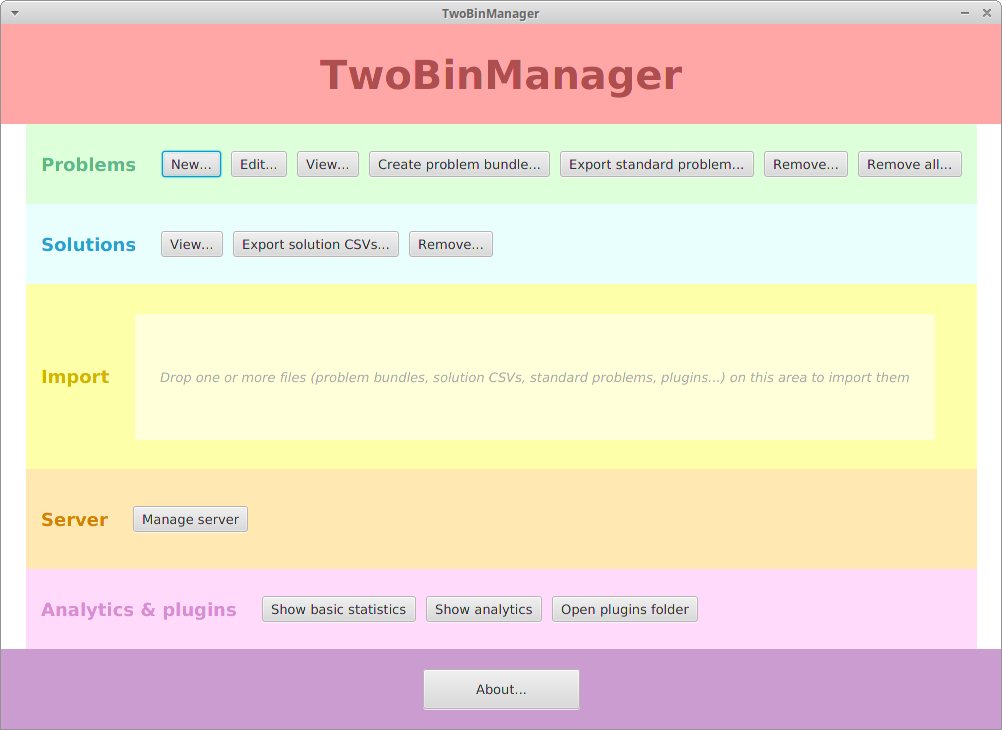 TwoBinManager
TwoBinManager
Problems New... Edit... View... Create problem bundle... Export standard problem... Remove... Remove all...
Solutions View... Export solution CSVs... Remove...
Import Drop one or more files (problem bundles, solution CSVs, standard problems, plugins...) on this area to import them
Server Manage server
Analytics & plugins Show basic statistics Show analytics Open plugins folder
About...